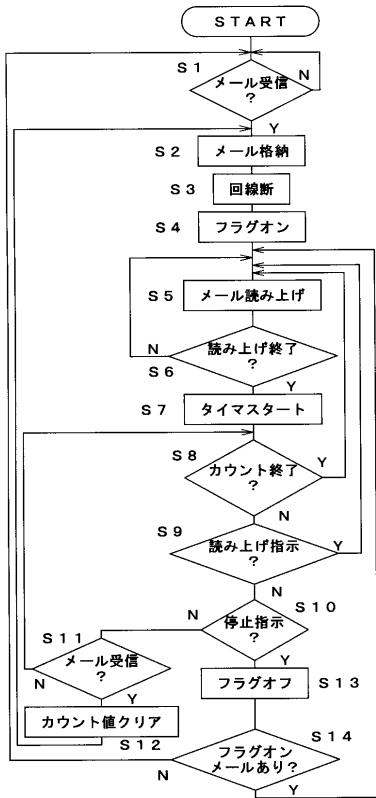 START
S1
メール受信
?
N
Y
S2
メール格納
S3
回線断
S4
フラグオン
S5
メール読み上げ
N
読み上げ終了
?
S6
Y
S7
タイマスタート
S8
カウント終了
?
Y
N
S9
読み上げ指示
?
Y
N
S10
N
停止指示
?
Y
S11
メール受信
?
N
Y
フラグオフ
S13
カウント値クリア
S12
S14
フラグオン
メールあり?
N
Y